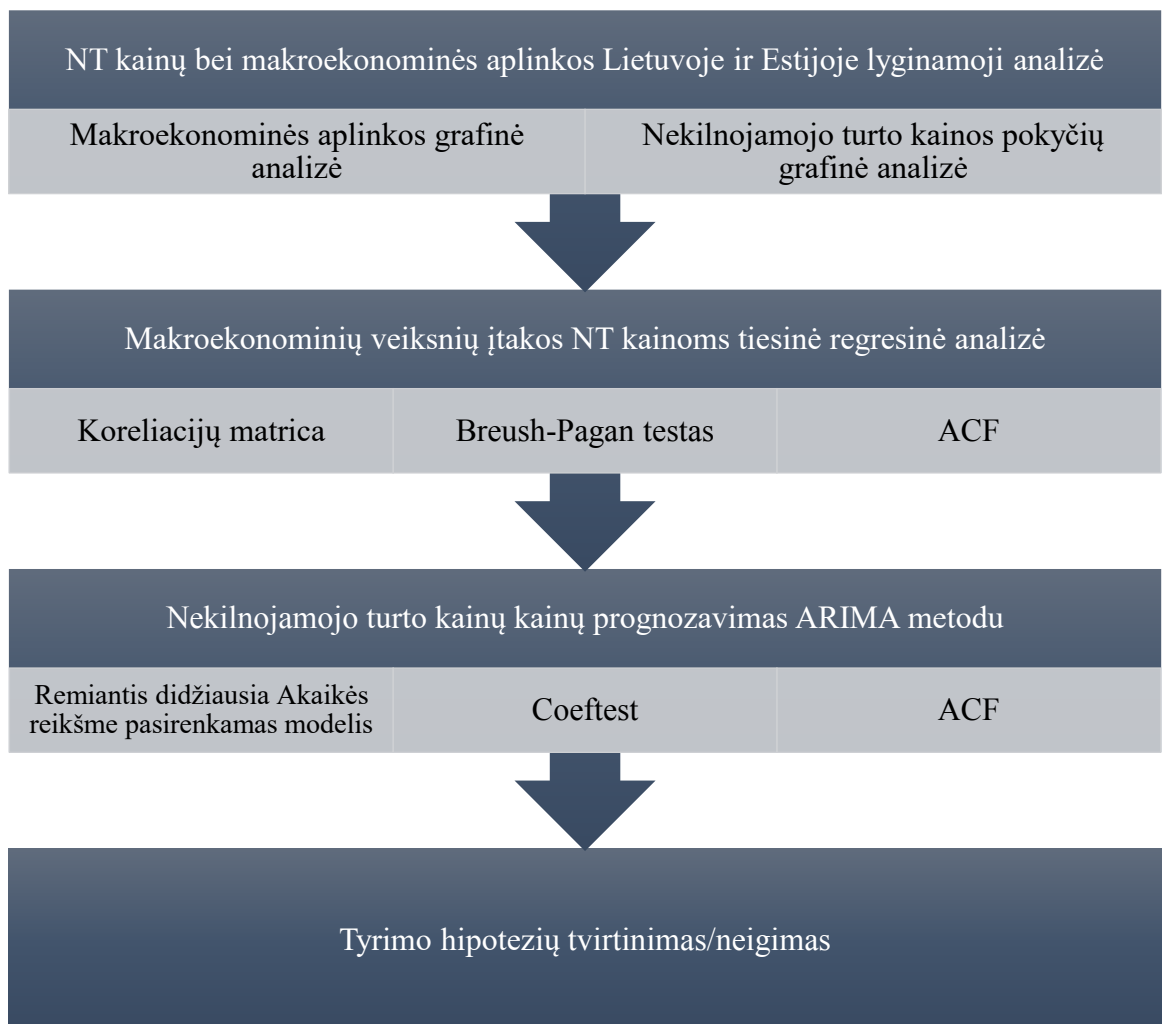 NT kainų bei makroekonominės aplinkos Lietuvoje ir Estijoje lyginamoji analizė
Makroekonominės aplinkos grafinė
analizė
Nekilnojamojo turto kainos pokyčių
grafinė analizė
Makroekonominių veiksnių įtakos NT kainoms tiesinė regresinė analizė
Koreliacijų matrica
Breush-Pagan testas
ACF
Nekilnojamojo turto kainų kainų prognozavimas ARIMA metodu
Remiantis didžiausia Akaikės
reikšme pasirenkamas modelis
Coeftest
ACF
Tyrimo hipotezių tvirtinimas/neigimas